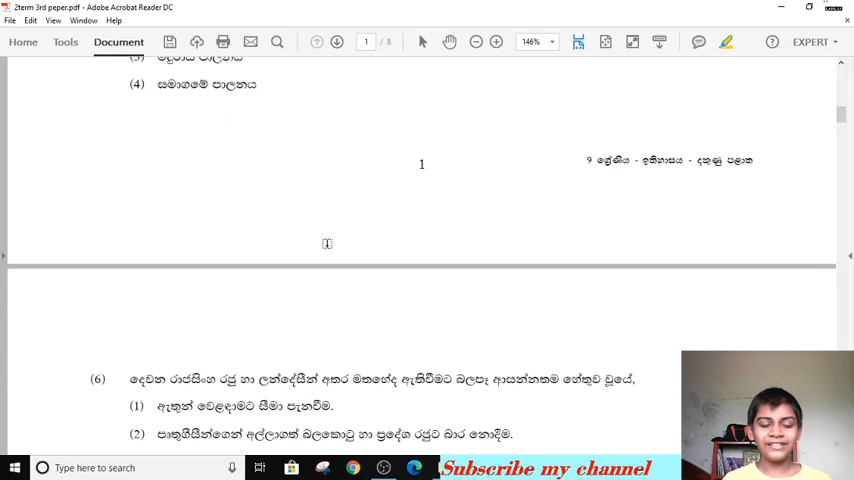 2term 3rd peper.pdf - Adobe Acrobat Reader DC
File Edit View Window Help
Home Tools Document 1 / 8 146% EXPERT
පාලනය
(4) සමාගමේ පාලනය
1
9 ශ්‍රේණිය - ඉතිහාසය - දකුණු පළාත
(6) දෙවන රාජසිංහ රජු හා ලන්දේසීන් අතර මතභේද ඇතිවීමට බලපෑ ආසන්නතම හේතුව වූයේ,
(1) ඇතුන් වෙළඳාමට සීමා පැනවීම.
(2) පෘතුගීසීන්ගෙන් අල්ලාගත් බලකොටු හා ප්‍රදේශ රජුට බාර නොදීම.
Type here to search
Subscribe my channel